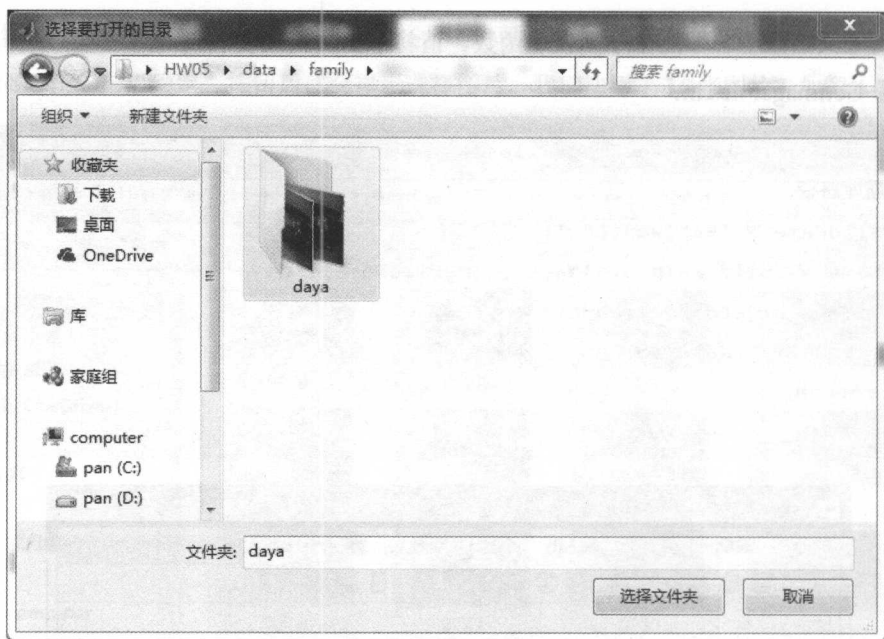 选择要打开的目录
HW05 data family
搜索 family
组织 新建文件夹
收藏夹
下载
桌面
OneDrive
库
家庭组
computer
pan (C:)
pan (D:)
daya
文件夹: daya
选择文件夹 取消